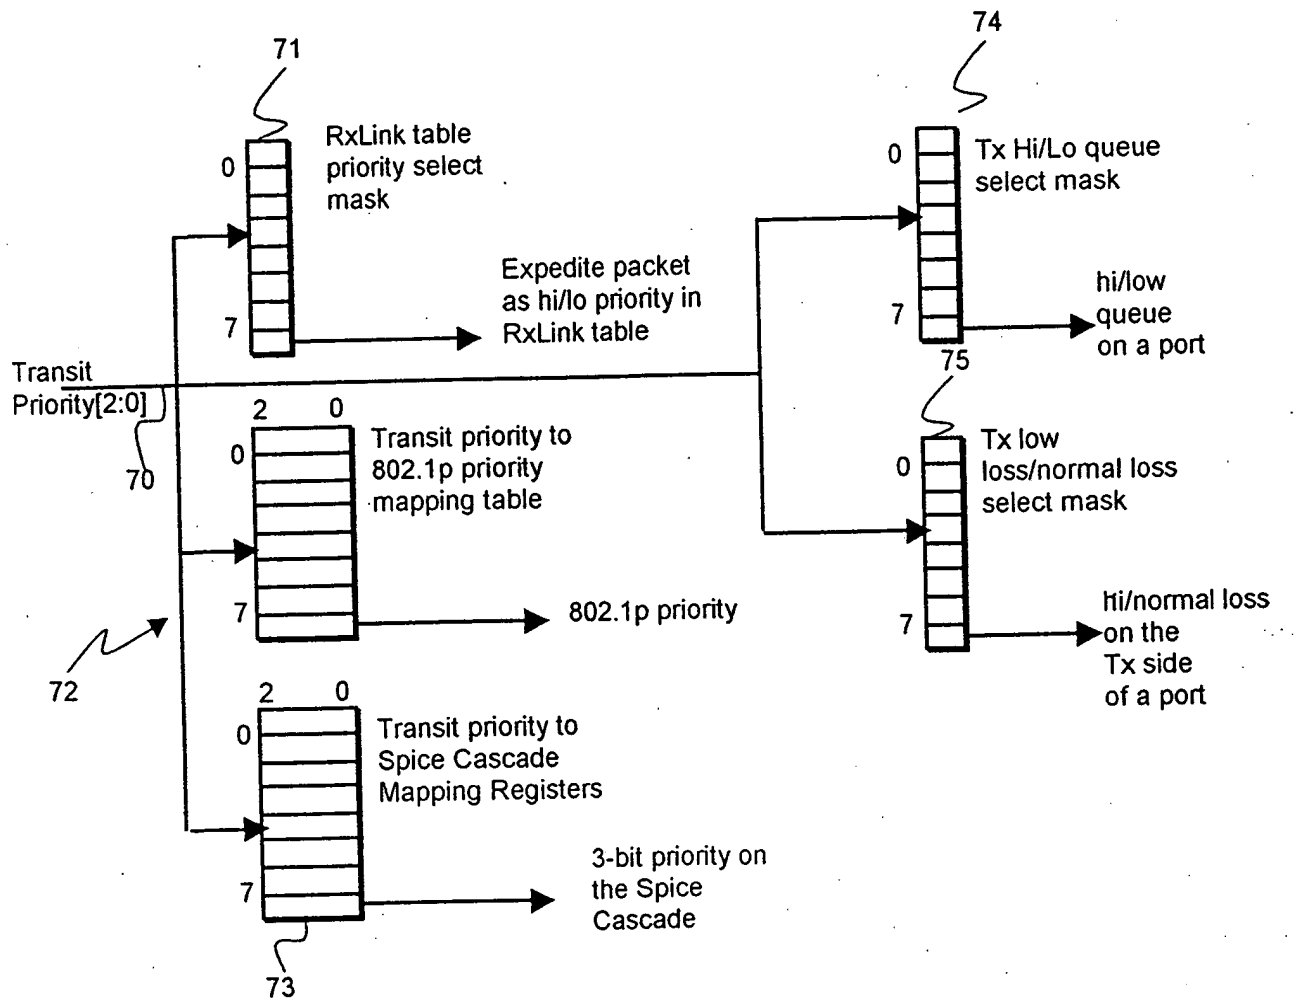 71
74
RxLink table
priority select
mask
0
7
Expedite packet
as hi/lo priority in
RxLink table
Tx Hi/Lo queue
select mask
0
7
hi/low
queue
on a port
75
Transit
Priority[2:0]
70
2 0
0
7
Transit priority to
802.1p priority
mapping table
802.1p priority
Tx low
loss/normal loss
select mask
0
7
hi/normal loss
on the
Tx side
of a port
72
2 0
0
7
Transit priority to
Spice Cascade
Mapping Registers
3-bit priority on
the Spice
Cascade
73